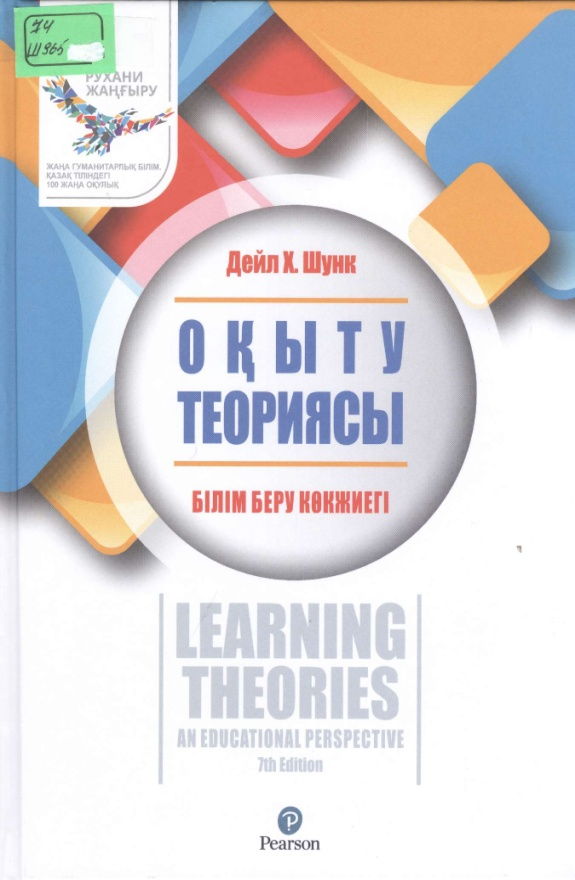 74
Ш965
РУХАНИ
ЖАҢҒЫРУ
ЖАҢА ГУМАНИТАРЛЫҚ БІЛІМ.
ҚАЗАҚ ТІЛІНДЕГІ
100 ЖАҢА ОҚУЛЫҚ
Дейл Х. Шунк
ОҚЫТУ
ТЕОРИЯСЫ
БІЛІМ БЕРУ КӨКЖИЕГІ
LEARNING
THEORIES
AN EDUCATIONAL PERSPECTIVE
7th Edition
P
Pearson